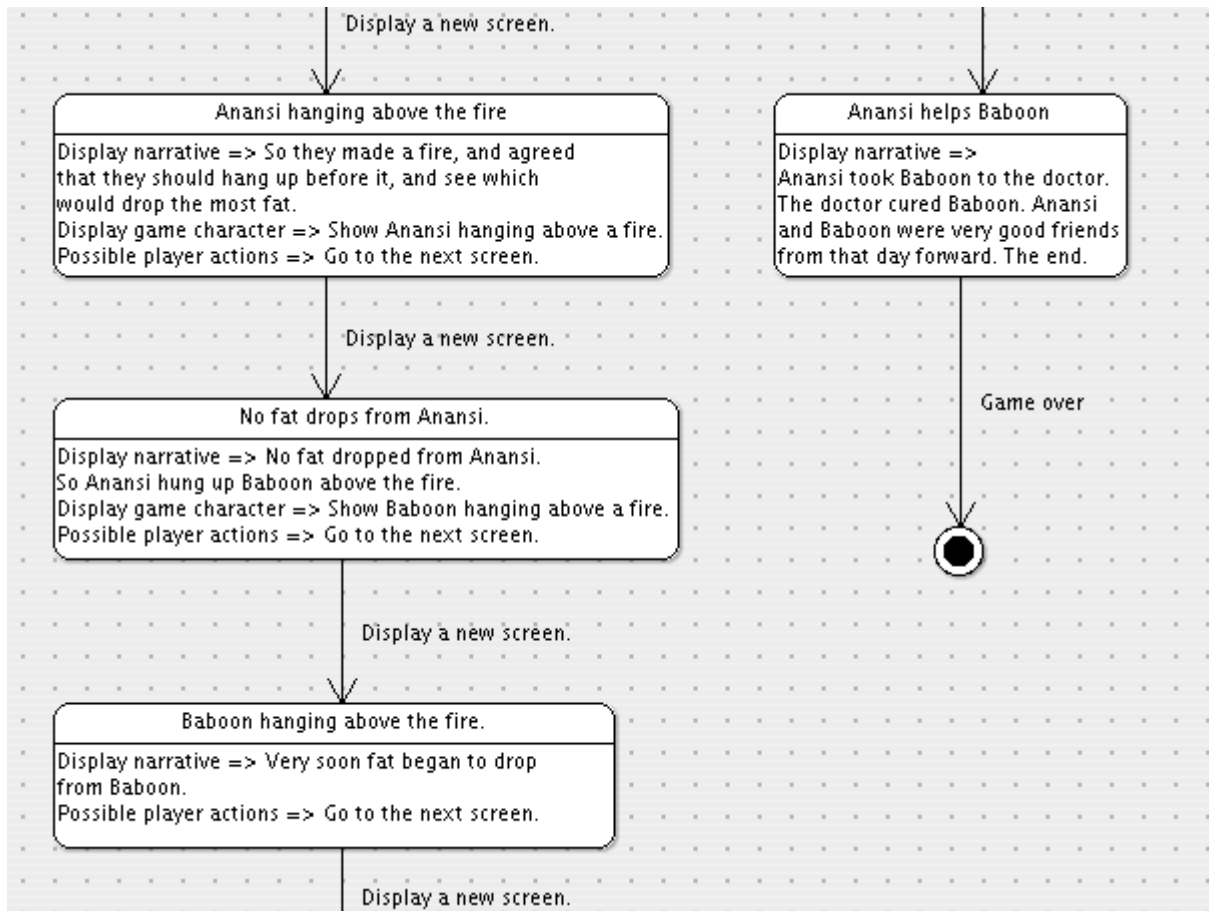 Display a new screen.
Anansi hanging above the fire
Display narrative => So they made a fire, and agreed
that they should hang up before it, and see which
would drop the most fat.
Display game character => Show Anansi hanging above a fire.
Possible player actions => Go to the next screen.
Display a new screen.
No fat drops from Anansi.
Display narrative => No fat dropped from Anansi.
So Anansi hung up Baboon above the fire.
Display game character => Show Baboon hanging above a fire.
Possible player actions => Go to the next screen.
Display a new screen.
Baboon hanging above the fire.
Display narrative => Very soon fat began to drop
from Baboon.
Possible player actions => Go to the next screen.
Display a new screen.
Anansi helps Baboon
Display narrative =>
Anansi took Baboon to the doctor.
The doctor cured Baboon. Anansi
and Baboon were very good friends
from that day forward. The end.
Game over